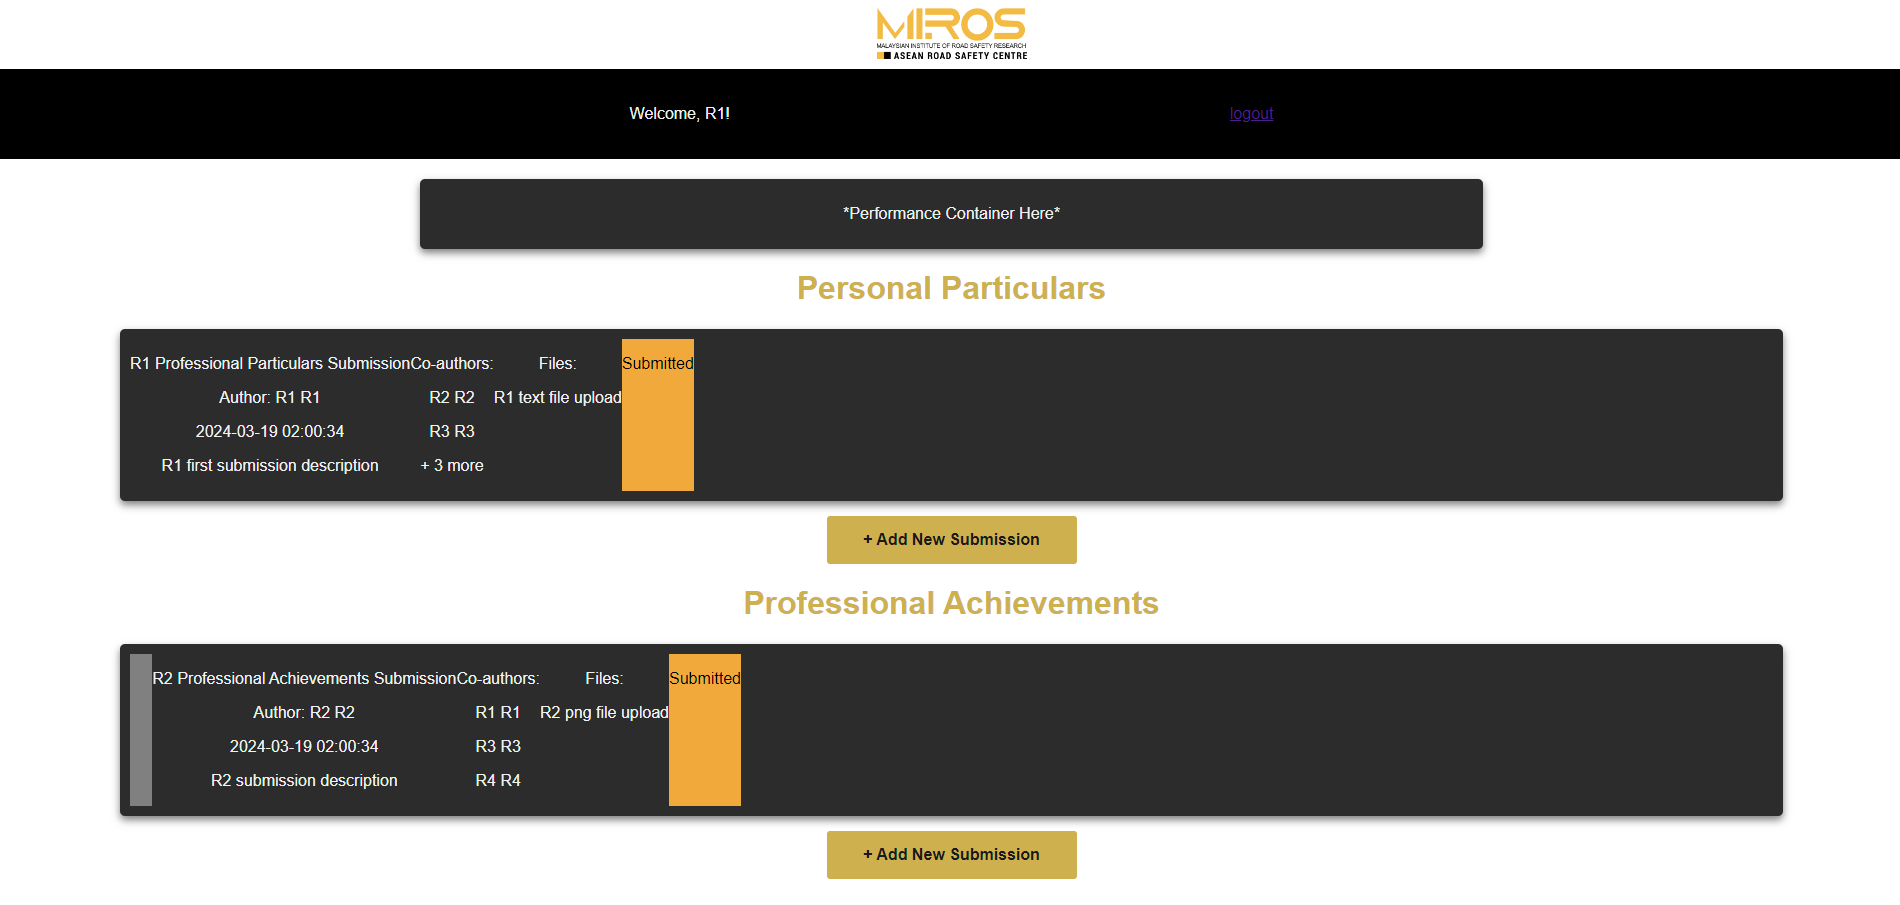 MIROS
MALAYSIAN INSTITUTE OF ROAD SAFETY RESEARCH
ASEAN ROAD SAFETY CENTRE
Welcome, R1!
logout
*Performance Container Here*
Personal Particulars
R1 Professional Particulars Submission
Author: R1 R1
2024-03-19 02:00:34
R1 first submission description
Co-authors:
R2 R2
R3 R3
+ 3 more
Files:
R1 text file upload
Submitted
+ Add New Submission
Professional Achievements
R2 Professional Achievements Submission
Author: R2 R2
2024-03-19 02:00:34
R2 submission description
Co-authors:
R1 R1
R3 R3
R4 R4
Files:
R2 png file upload
Submitted
+ Add New Submission